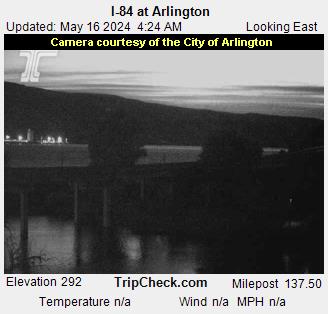 I-84 at Arlington
Updated: May 16 2024 4:24 AM Looking East
Camera courtesy of the City of Arlington
Elevation 292 TripCheck.com Milepost 137.50
Temperature n/a Wind n/a MPH n/a